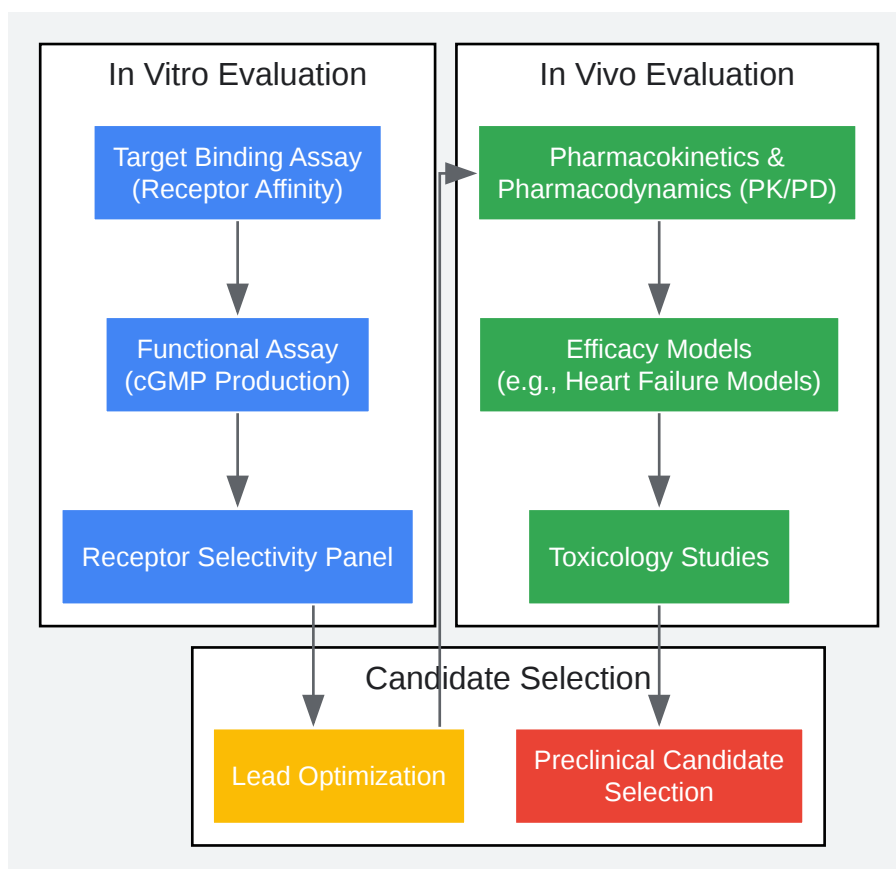 In Vitro Evaluation
Target Binding Assay
(Receptor Affinity)
Functional Assay
(cGMP Production)
Receptor Selectivity Panel
In Vivo Evaluation
Pharmacokinetics &
Pharmacodynamics (PK/PD)
Efficacy Models
(e.g., Heart Failure Models)
Toxicology Studies
Candidate Selection
Lead Optimization
Preclinical Candidate
Selection